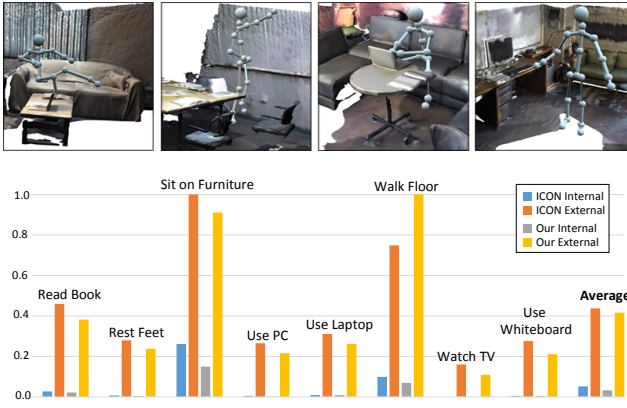 1.0
0.8
0.6
0.4
0.2
0.0
Read Book
Rest Feet
Sit on Furniture
Use PC
Use Laptop
Walk Floor
Watch TV
Use
Whiteboard
Average
ICON Internal
ICON External
Our Internal
Our External